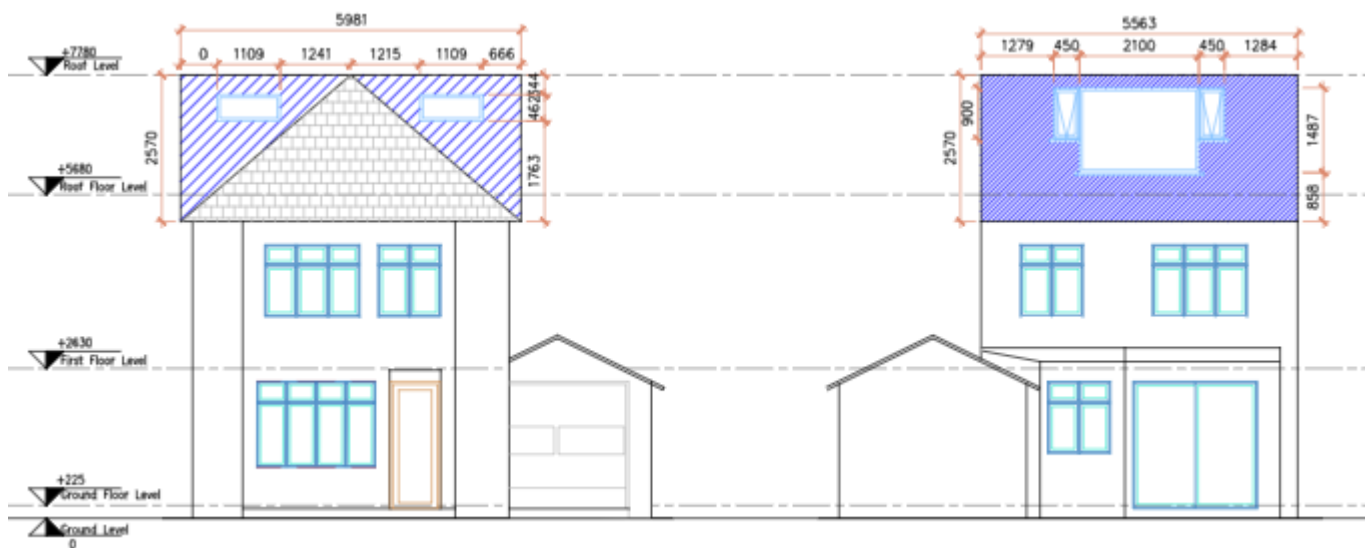 5981
0 1109 1241 1215 1109 666
5563
1279 450 2100 450 1284
+7780
Roof Level
2570
462
544
1763
900
2570
1487
858
+5680
Roof Floor Level
+2630
First Floor Level
+225
Ground Floor Level
Ground Level
0